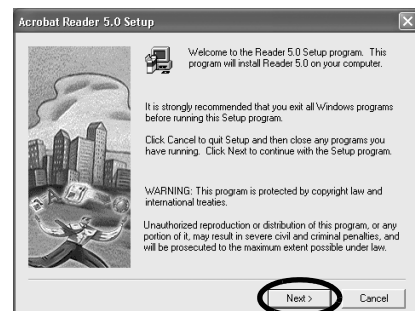 Acrobat Reader 5.0 Setup
Welcome to the Reader 5.0 Setup program. This
program will install Reader 5.0 on your computer.
It is strongly recommended that you exit all Windows programs
before running this Setup program.
Click Cancel to quit Setup and then close any programs you
have running. Click Next to continue with the Setup program.
WARNING: This program is protected by copyright law and
international treaties.
Unauthorized reproduction or distribution of this program, or any
portion of it, may result in severe civil and criminal penalties, and
will be prosecuted to the maximum extent possible under law.
Next >
Cancel